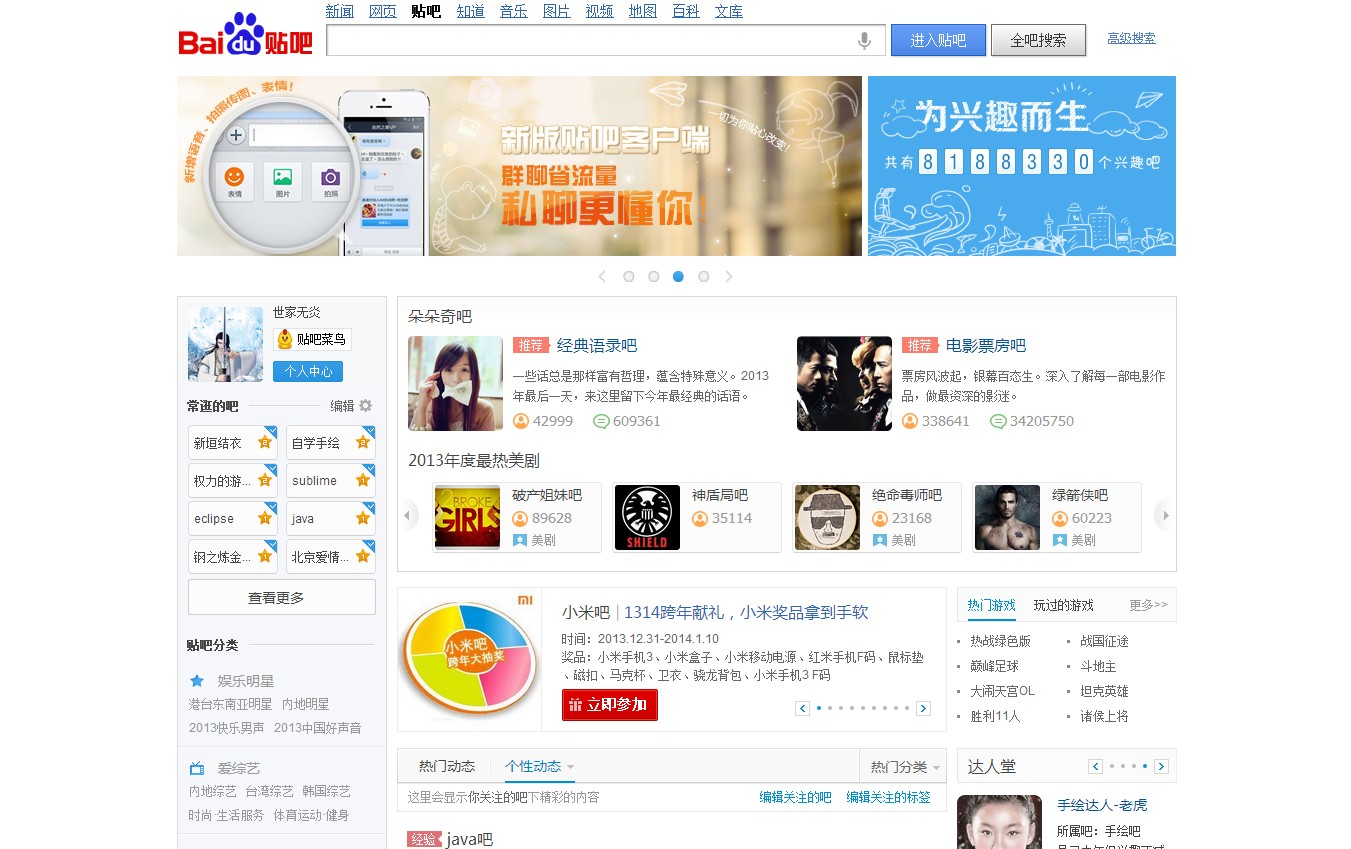 新闻 网页 贴吧 知道 音乐 图片 视频 地图 百科 文库
Bai du 贴吧
进入贴吧 全吧搜索 高级搜索
新增语音、拍照传图、表情!
表情 图片 拍照
新版贴吧客户端
群聊省流量
私聊更懂你!
一切为你贴心改变!
为兴趣而生
共有 8 1 8 8 3 3 0 个兴趣吧
世家无炎
贴吧菜鸟
个人中心
常逛的吧 编辑
新垣结衣 自学手绘
权力的游... sublime
eclipse java
钢之炼金... 北京爱情...
查看更多
贴吧分类
娱乐明星
港台东南亚明星 内地明星
2013快乐男声 2013中国好声音
爱综艺
内地综艺 台湾综艺 韩国综艺
时尚·生活服务 体育运动·健身
朵朵奇吧
推荐 经典语录吧
一些话总是那样富有哲理，蕴含特殊意义。2013
年最后一天，来这里留下今年最经典的话语。
42999 609361
推荐 电影票房吧
票房风波起，银幕百态生。深入了解每一部电影作
品，做最资深的影迷。
338641 34205750
2013年度最热美剧
2 BROKE GIRLS
破产姐妹吧
89628
美剧
SHIELD
神盾局吧
35114
绝命毒师吧
23168
美剧
绿箭侠吧
60223
美剧
小米吧
跨年大抽奖
mi
小米吧 | 1314跨年献礼，小米奖品拿到手软
时间：2013.12.31-2014.1.10
奖品：小米手机3、小米盒子、小米移动电源、红米手机F码、鼠标垫
、磁扣、马克杯、卫衣、骁龙背包、小米手机3 F码
立即参加
热门游戏 玩过的游戏 更多>>
热战绿色版 战国征途
巅峰足球 斗地主
大闹天宫OL 坦克英雄
胜利11人 诸侯上将
热门动态 个性动态 热门分类
这里会显示你关注的吧下精彩的内容 编辑关注的吧 编辑关注的标签
经验 java吧
达人堂
手绘达人-老虎
所属吧：手绘吧